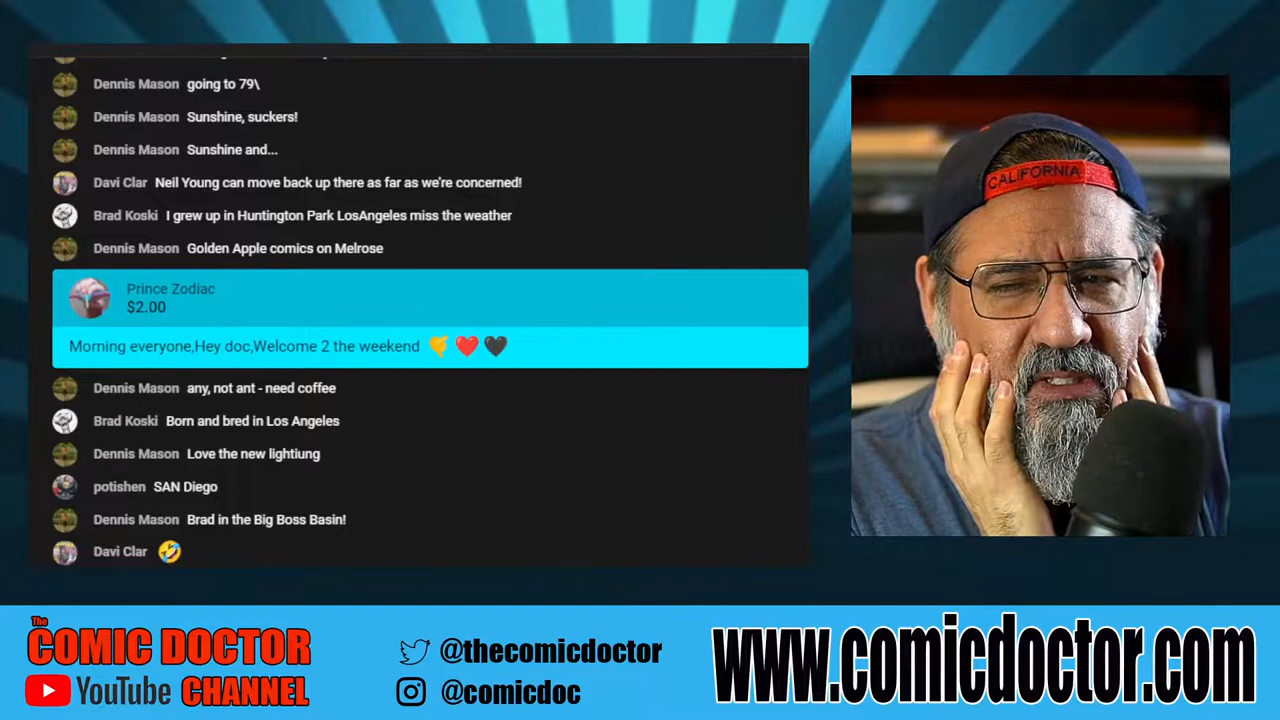 Dennis Mason going to 79\
Dennis Mason Sunshine, suckers!
Dennis Mason Sunshine and...
Davi Clar Neil Young can move back up there as far as we're concerned!
Brad Koski I grew up in Huntington Park LosAngeles miss the weather
Dennis Mason Golden Apple comics on Melrose
Prince Zodiac
$2.00
Morning everyone,Hey doc,Welcome 2 the weekend
Dennis Mason any, not ant - need coffee
Brad Koski Born and bred in Los Angeles
Dennis Mason Love the new lightiung
potishen SAN Diego
Dennis Mason Brad in the Big Boss Basin!
Davi Clar
CALIFORNIA
The
COMIC DOCTOR
YouTube CHANNEL
@thecomicdoctor
@comicdoc
www.comicdoctor.com